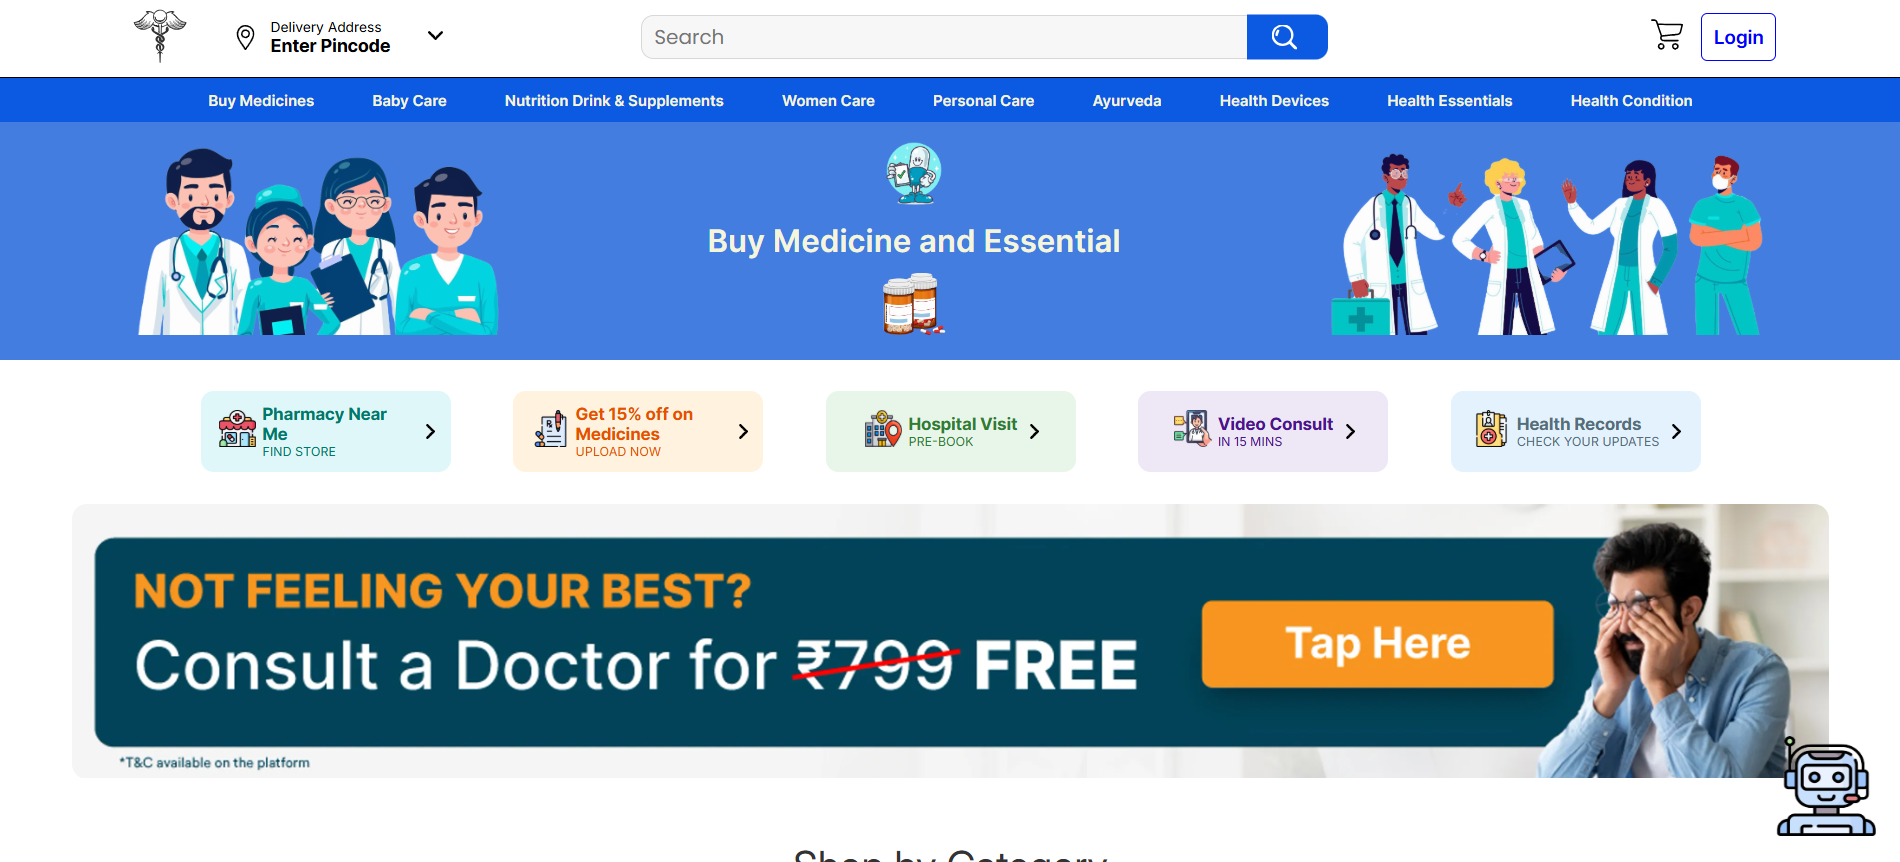 Delivery Address
Enter Pincode
Search
Login
Buy Medicines
Baby Care
Nutrition Drink & Supplements
Women Care
Personal Care
Ayurveda
Health Devices
Health Essentials
Health Condition
Buy Medicine and Essential
Pharmacy Near
Me
FIND STORE
Get 15% off on
Medicines
UPLOAD NOW
Hospital Visit
PRE-BOOK
Video Consult
IN 15 MINS
Health Records
CHECK YOUR UPDATES
NOT FEELING YOUR BEST?
Consult a Doctor for ₹799 FREE
Tap Here
*T&C available on the platform
Shop by Category